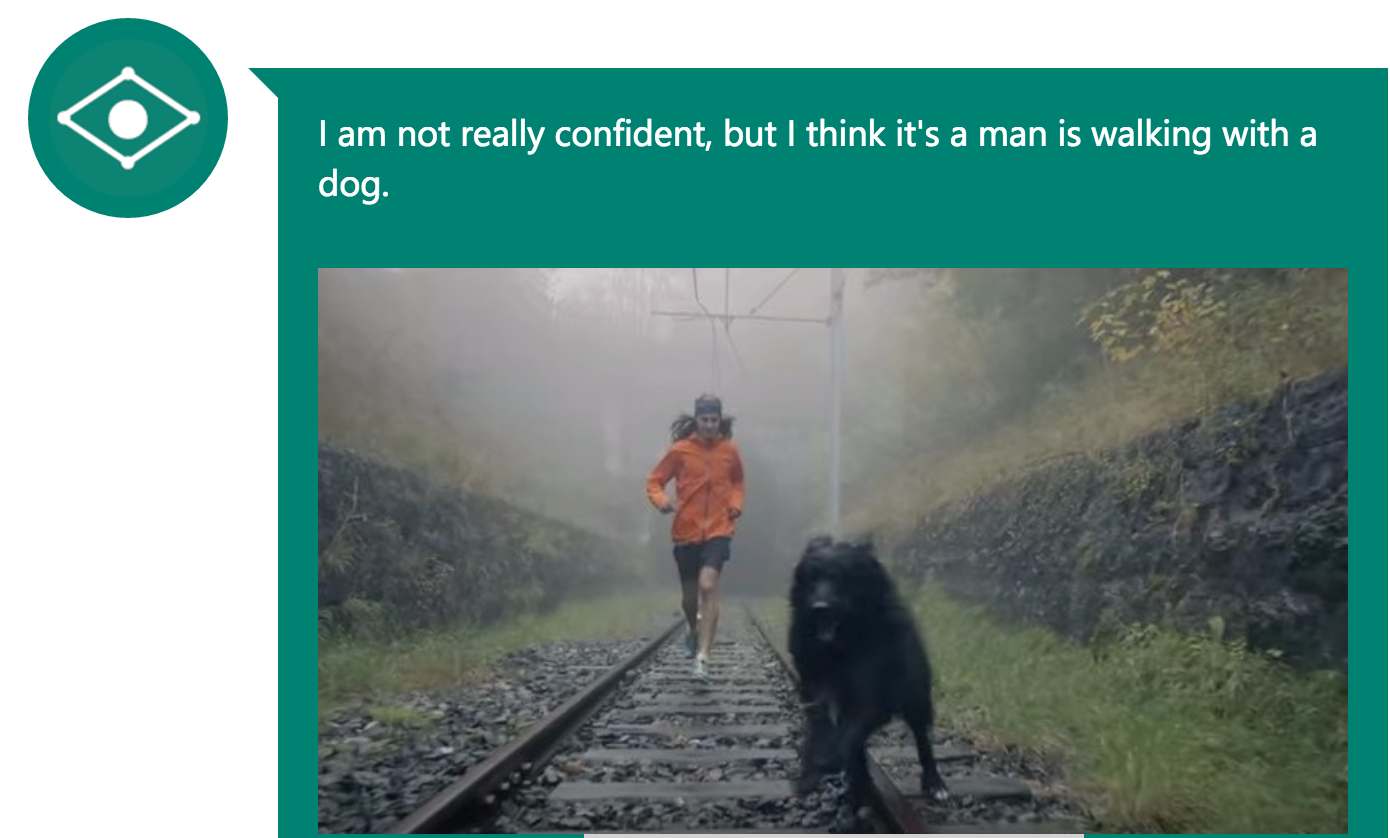 I am not really confident, but I think it's a man is walking with a
dog.